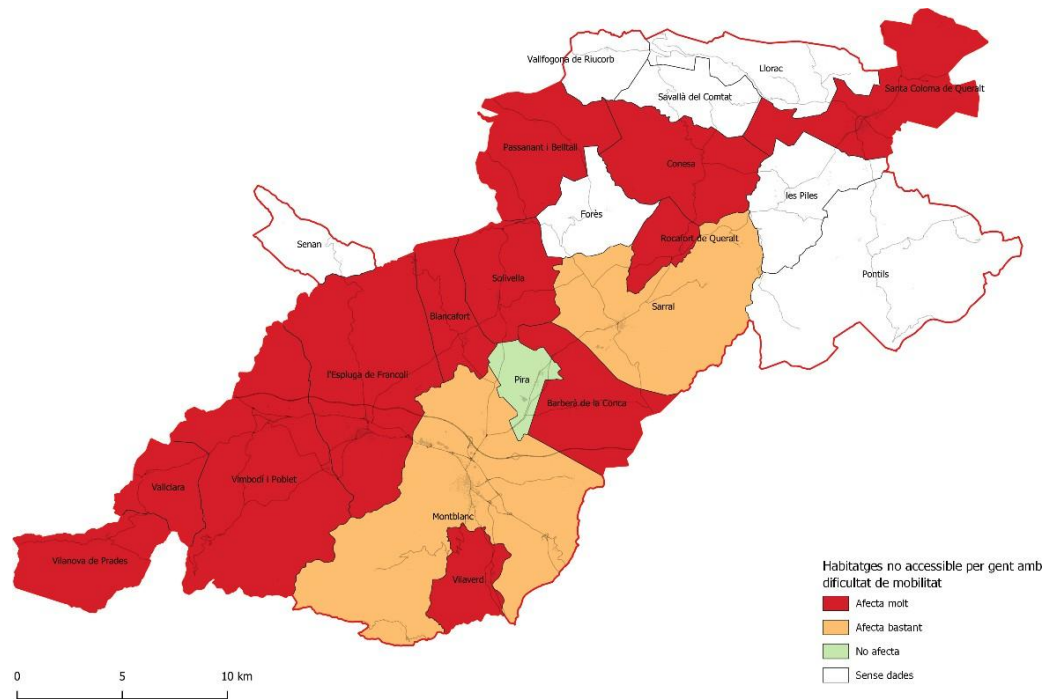 Vallfogona de Riucorb
Llorac
Santa Coloma de Queralt
Savallà del Comtat
Passanant i Belltall
Conesa
les Piles
Forès
Rocafort de Queralt
Senan
Pontils
Solivella
Sarral
Blancafort
l'Espluga de Francolí
Pira
Barberà de la Conca
Vallclara
Vimbodí i Poblet
Montblanc
Vilanova de Prades
Vilaverd
Habitatges no accessible per gent amb
dificultat de mobilitat
Afecta molt
Afecta bastant
No afecta
Sense dades
0 5 10 km